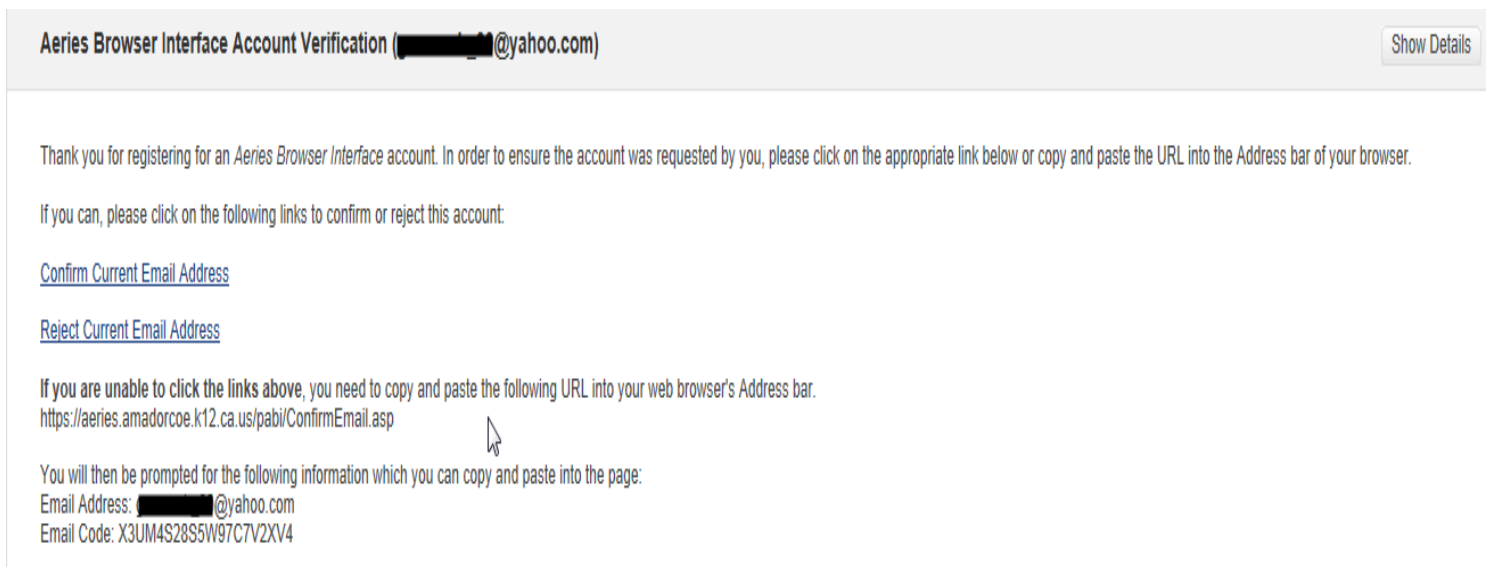 Aeries Browser Interface Account Verification (@yahoo.com)
Show Details
Thank you for registering for an Aeries Browser Interface account. In order to ensure the account was requested by you, please click on the appropriate link below or copy and paste the URL into the Address bar of your browser.
If you can, please click on the following links to confirm or reject this account:
Confirm Current Email Address
Reject Current Email Address
If you are unable to click the links above, you need to copy and paste the following URL into your web browser's Address bar.
https://aeries.amadorcoe.k12.ca.us/pabi/ConfirmEmail.asp
You will then be prompted for the following information which you can copy and paste into the page:
Email Address: @yahoo.com
Email Code: X3UM4S28S5W97C7V2XV4